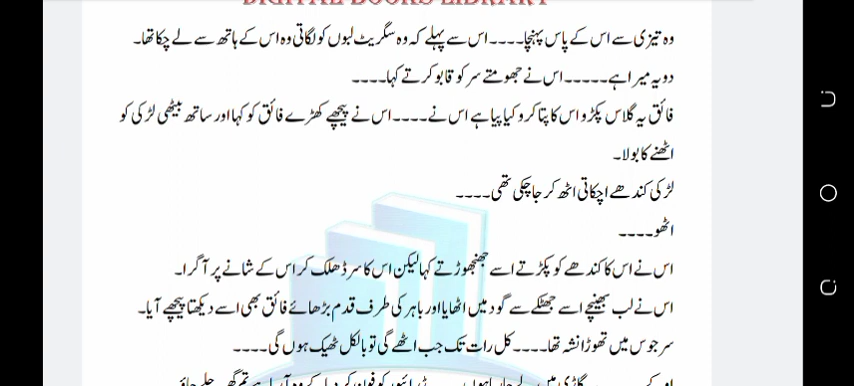 DIGITAL BOOKS LIBRARY
وہ تیزی سے اس کے پاس پہنچا۔۔۔۔ اس سے پہلے کہ وہ سگریٹ لبوں کو لگاتی وہ اس کے ہاتھ سے لے چکا تھا۔
دو یہ میرا ہے۔۔۔۔۔ اس نے جھومتے سر کو قابو کرتے کہا۔۔۔۔
فائق یہ گلاس پکڑو اس کا پتا کرو کیا پیا ہے اس نے۔۔۔۔ اس نے پیچھے کھڑے فائق کو کہا اور ساتھ بیٹھی لڑکی کو
اٹھنے کا بولا۔
لڑکی کندھے اچکاتی اٹھ کر جا چکی تھی۔۔۔۔
اٹھو۔۔۔۔
اس نے اس کا کندھے کو پکڑتے اسے جھنجھوڑتے کہا لیکن اس کا سر ڈھلک کر اس کے شانے پر آ گرا۔
اس نے لب بھینچے اسے جھٹکے سے گود میں اٹھایا اور باہر کی طرف قدم بڑھائے فائق بھی اسے دیکھتا پیچھے آیا۔
سر جوس میں تھوڑا نشہ تھا۔۔۔۔ کل رات تک جب اٹھے گی تو بالکل ٹھیک ہوں گی۔۔۔۔